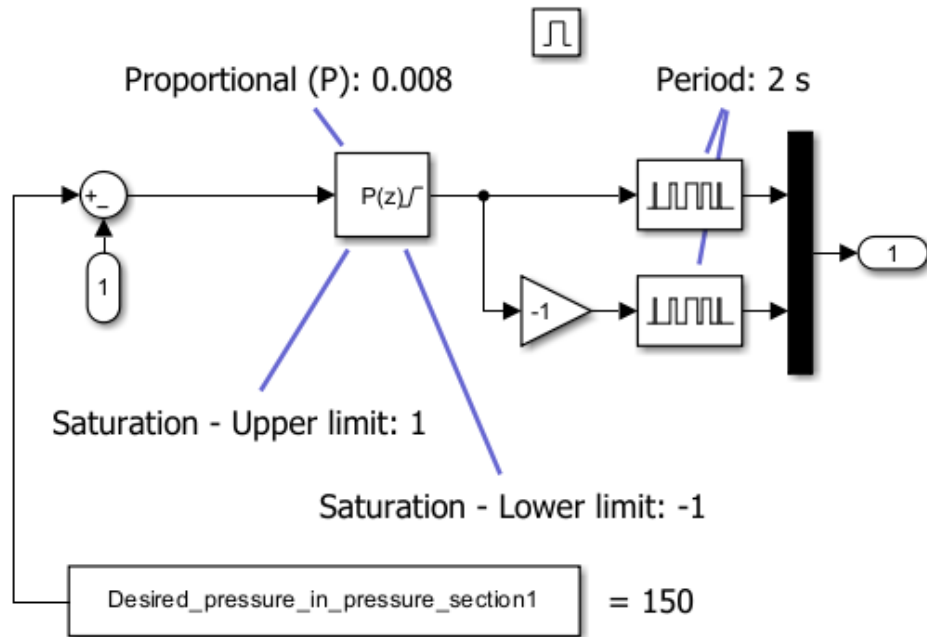 Proportional (P): 0.008
Period: 2 s
+
_
P(z)
1
1
-1
Saturation - Upper limit: 1
Saturation - Lower limit: -1
Desired_pressure_in_pressure_section1
= 150